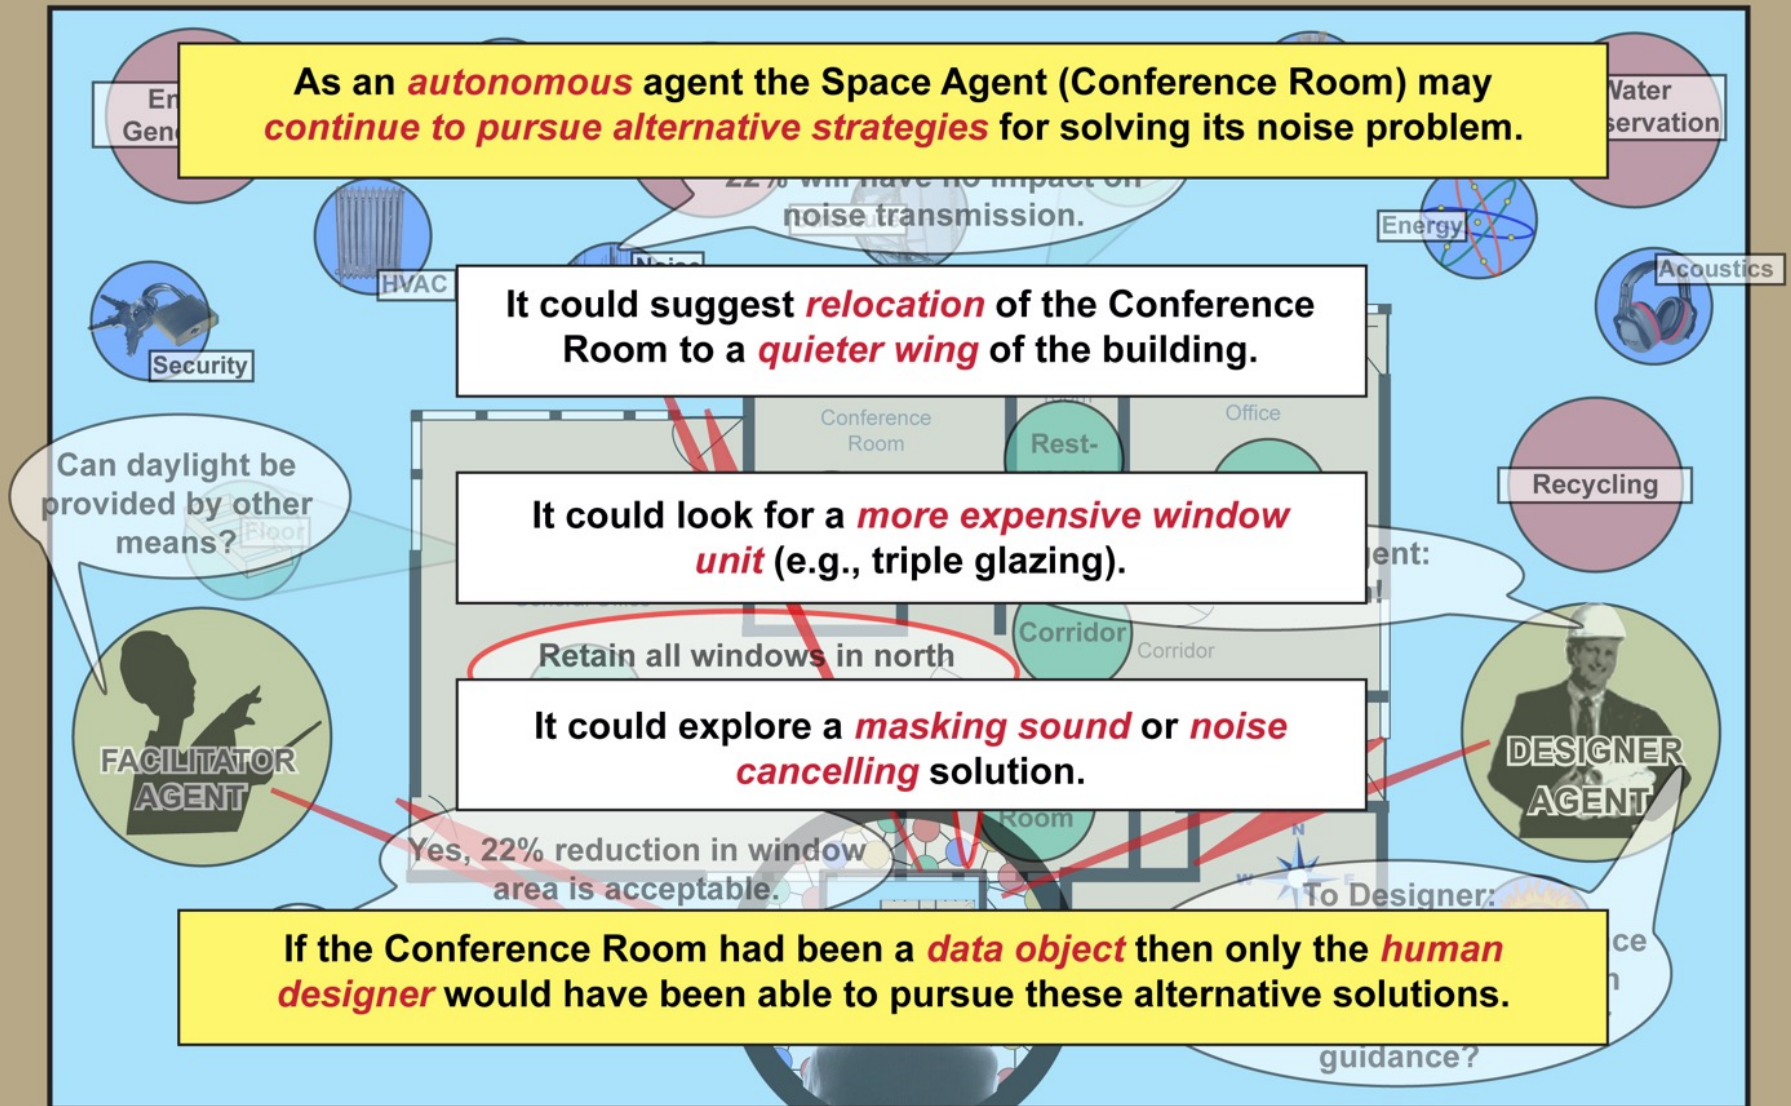 As an autonomous agent the Space Agent (Conference Room) may
continue to pursue alternative strategies for solving its noise problem.
noise transmission.
HVAC
Energy
Acoustics
Security
It could suggest relocation of the Conference
Room to a quieter wing of the building.
Conference
Room
Office
Rest-
Can daylight be
provided by other
means?
Floor
Recycling
It could look for a more expensive window
unit (e.g., triple glazing).
Corridor
Corridor
Retain all windows in north
It could explore a masking sound or noise
cancelling solution.
FACILITATOR
AGENT
DESIGNER
AGENT
Room
Yes, 22% reduction in window
area is acceptable.
N
W
E
To Designer:
If the Conference Room had been a data object then only the human
designer would have been able to pursue these alternative solutions.
guidance?